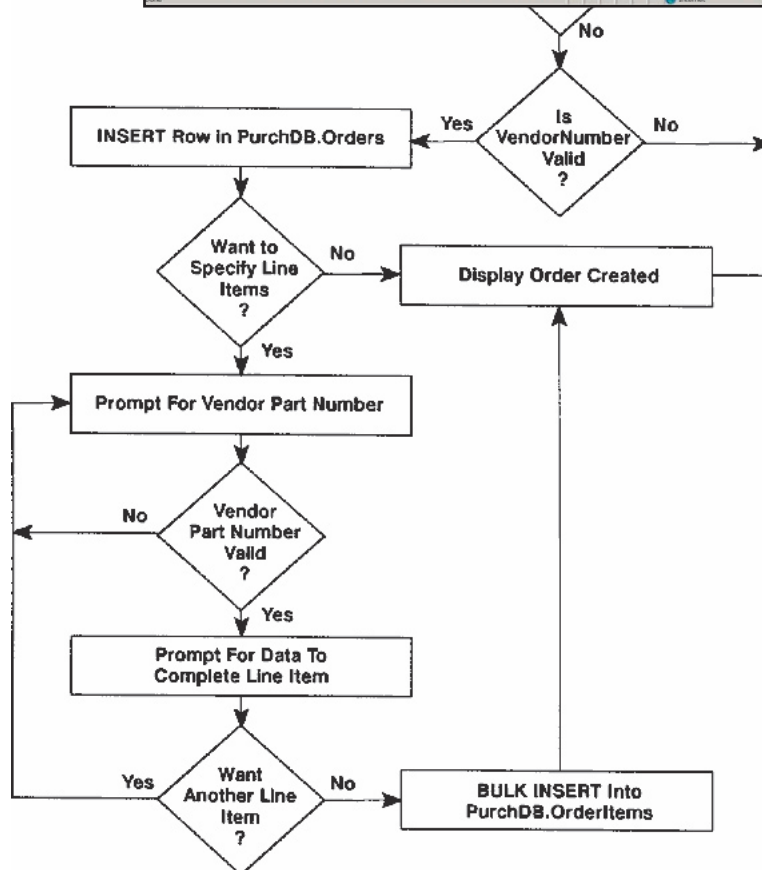 No
Is
VendorNumber
Valid
?
Yes
No
INSERT Row in PurchDB.Orders
Want to
Specify Line
Items
?
No
Display Order Created
Yes
Prompt For Vendor Part Number
Vendor
Part Number
Valid
?
No
Yes
Prompt For Data To
Complete Line Item
Want
Another Line
Item
?
Yes
No
BULK INSERT Into
PurchDB.OrderItems